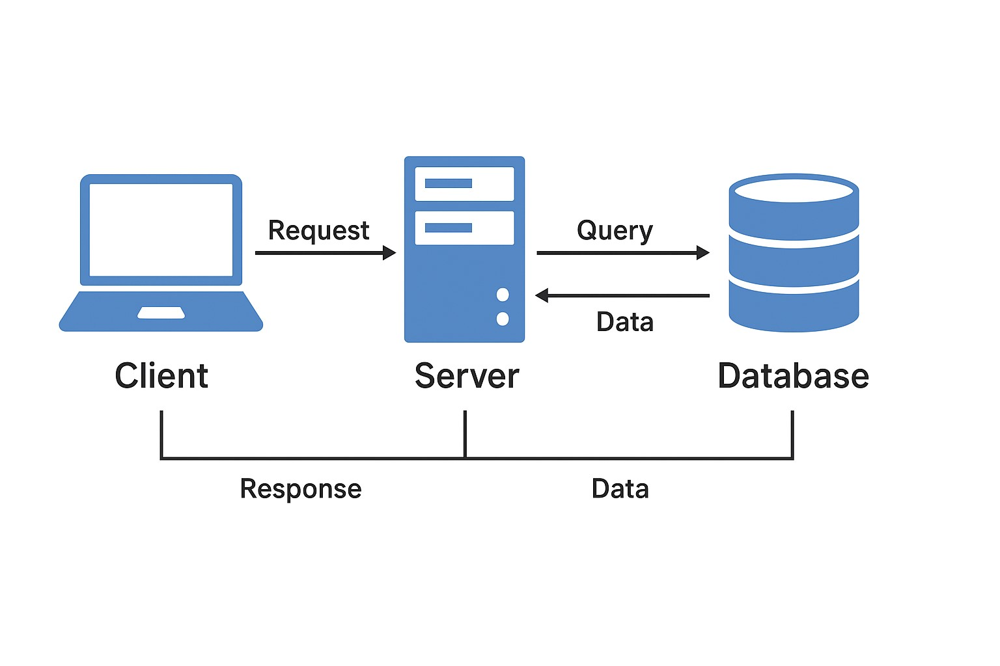 Request
Query
Data
Client
Server
Database
Response
Data